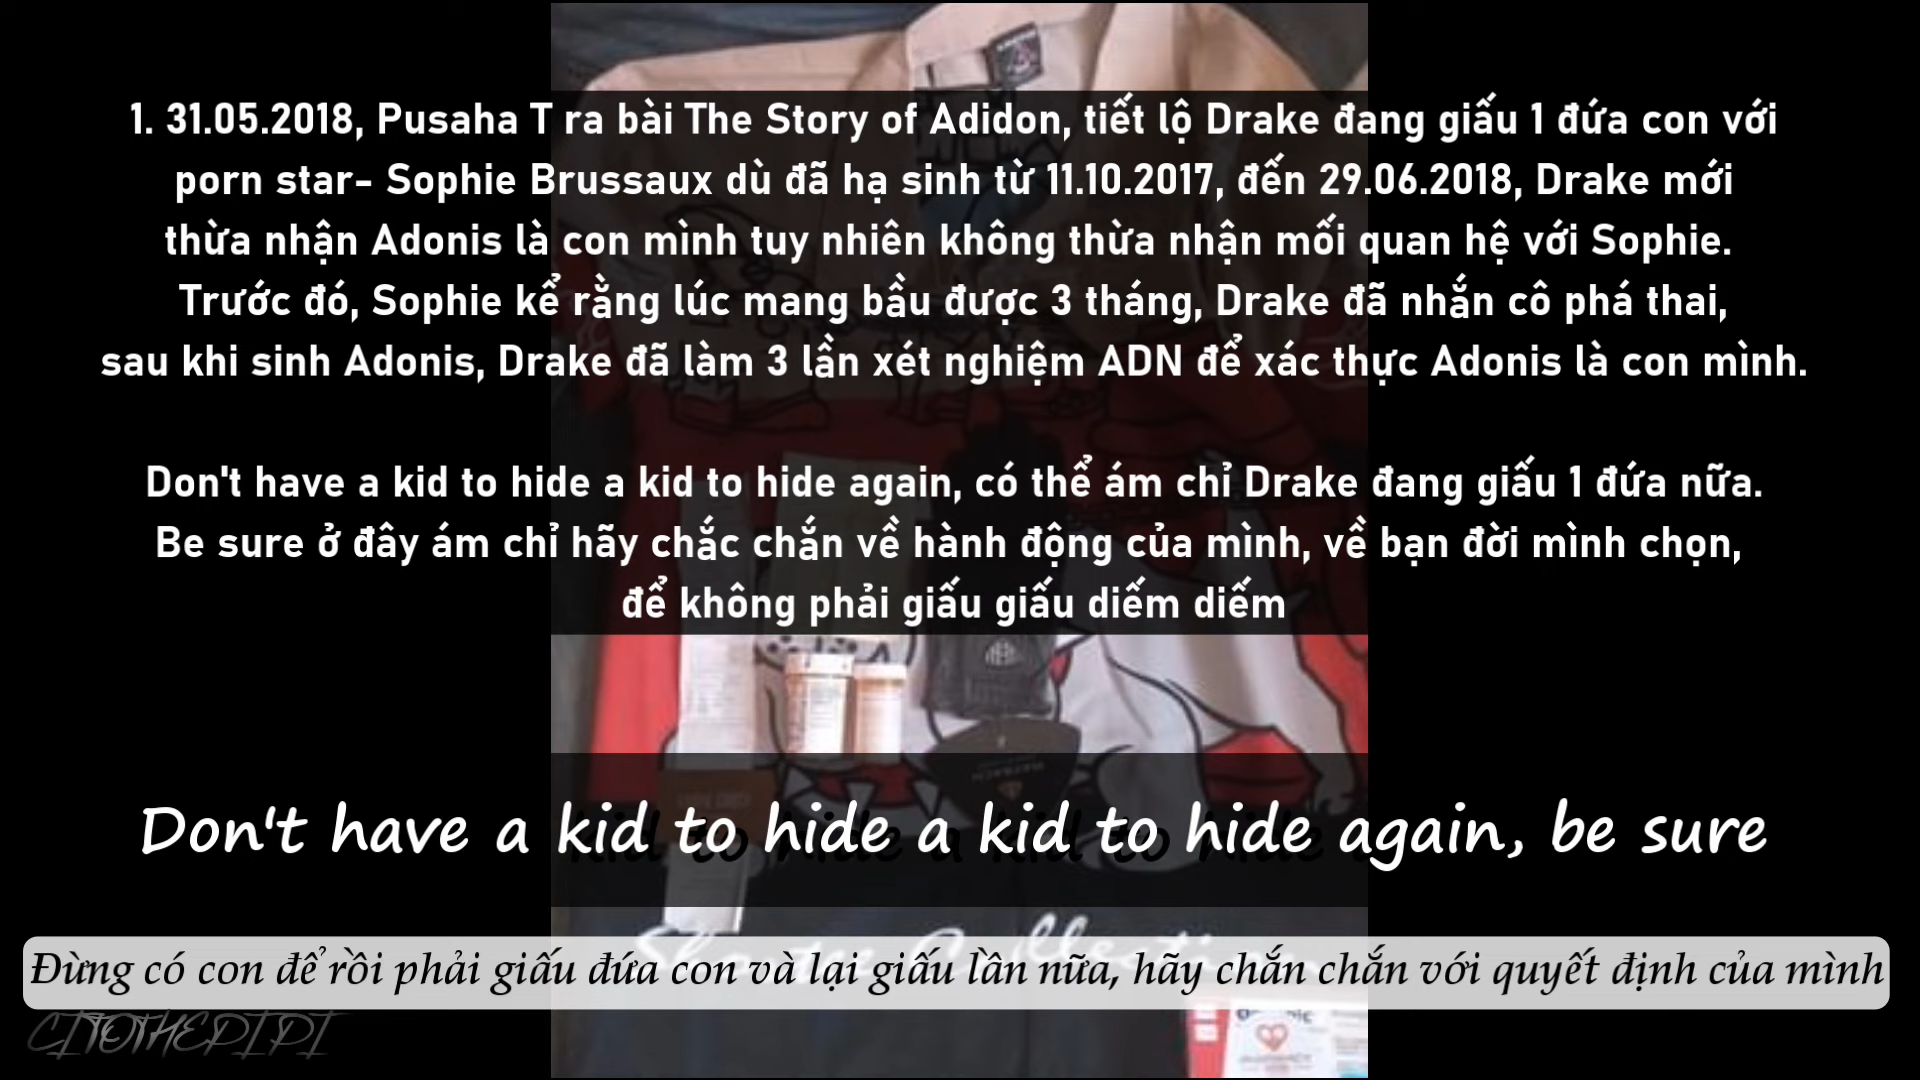 1. 31.05.2018, Pusaha T ra bài The Story of Adidon, tiết lộ Drake đang giấu 1 đứa con với
porn star- Sophie Brussaux dù đã hạ sinh từ 11.10.2017, đến 29.06.2018, Drake mới
thừa nhận Adonis là con mình tuy nhiên không thừa nhận mối quan hệ với Sophie.
Trước đó, Sophie kể rằng lúc mang bầu được 3 tháng, Drake đã nhắn cô phá thai,
sau khi sinh Adonis, Drake đã làm 3 lần xét nghiệm ADN để xác thực Adonis là con mình.
Don't have a kid to hide a kid to hide again, có thể ám chỉ Drake đang giấu 1 đứa nữa.
Be sure ở đây ám chỉ hãy chắc chắn về hành động của mình, về bạn đời mình chọn,
để không phải giấu giấu diếm diếm
Don't have a kid to hide a kid to hide again, be sure
Đừng có con để rồi phải giấu đứa con và lại giấu lần nữa, hãy chắn chắn với quyết định của mình
CITOTHEPIPI